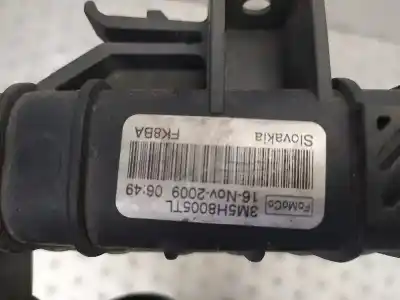 FoMoCo 3M5H8005TL
16-Nov-2009 06:49
Slovakia FK8BA